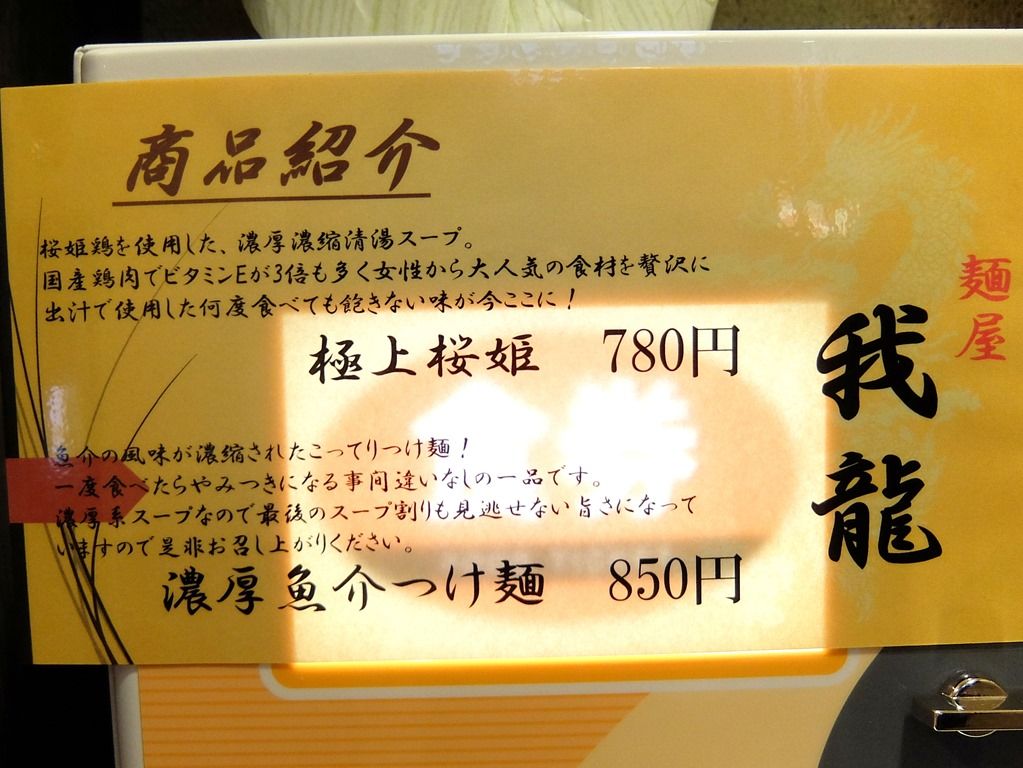 商品紹介
桜姫鶏を使用した、濃厚濃縮清湯スープ。
国産鶏肉でビタミンEが3倍も多く女性から大人気の食材を贅沢に
出汁で使用した何度食べても飽きない味が今ここに！
極上桜姫 780円
魚介の風味が濃縮されたこってりつけ麺！
一度食べたらやみつきになる事間違いなしの一品です。
濃厚系スープなので最後のスープ割りも見逃せない旨さになって
いますので是非お召し上がりください。
濃厚魚介つけ麺 850円
麺屋
我龍